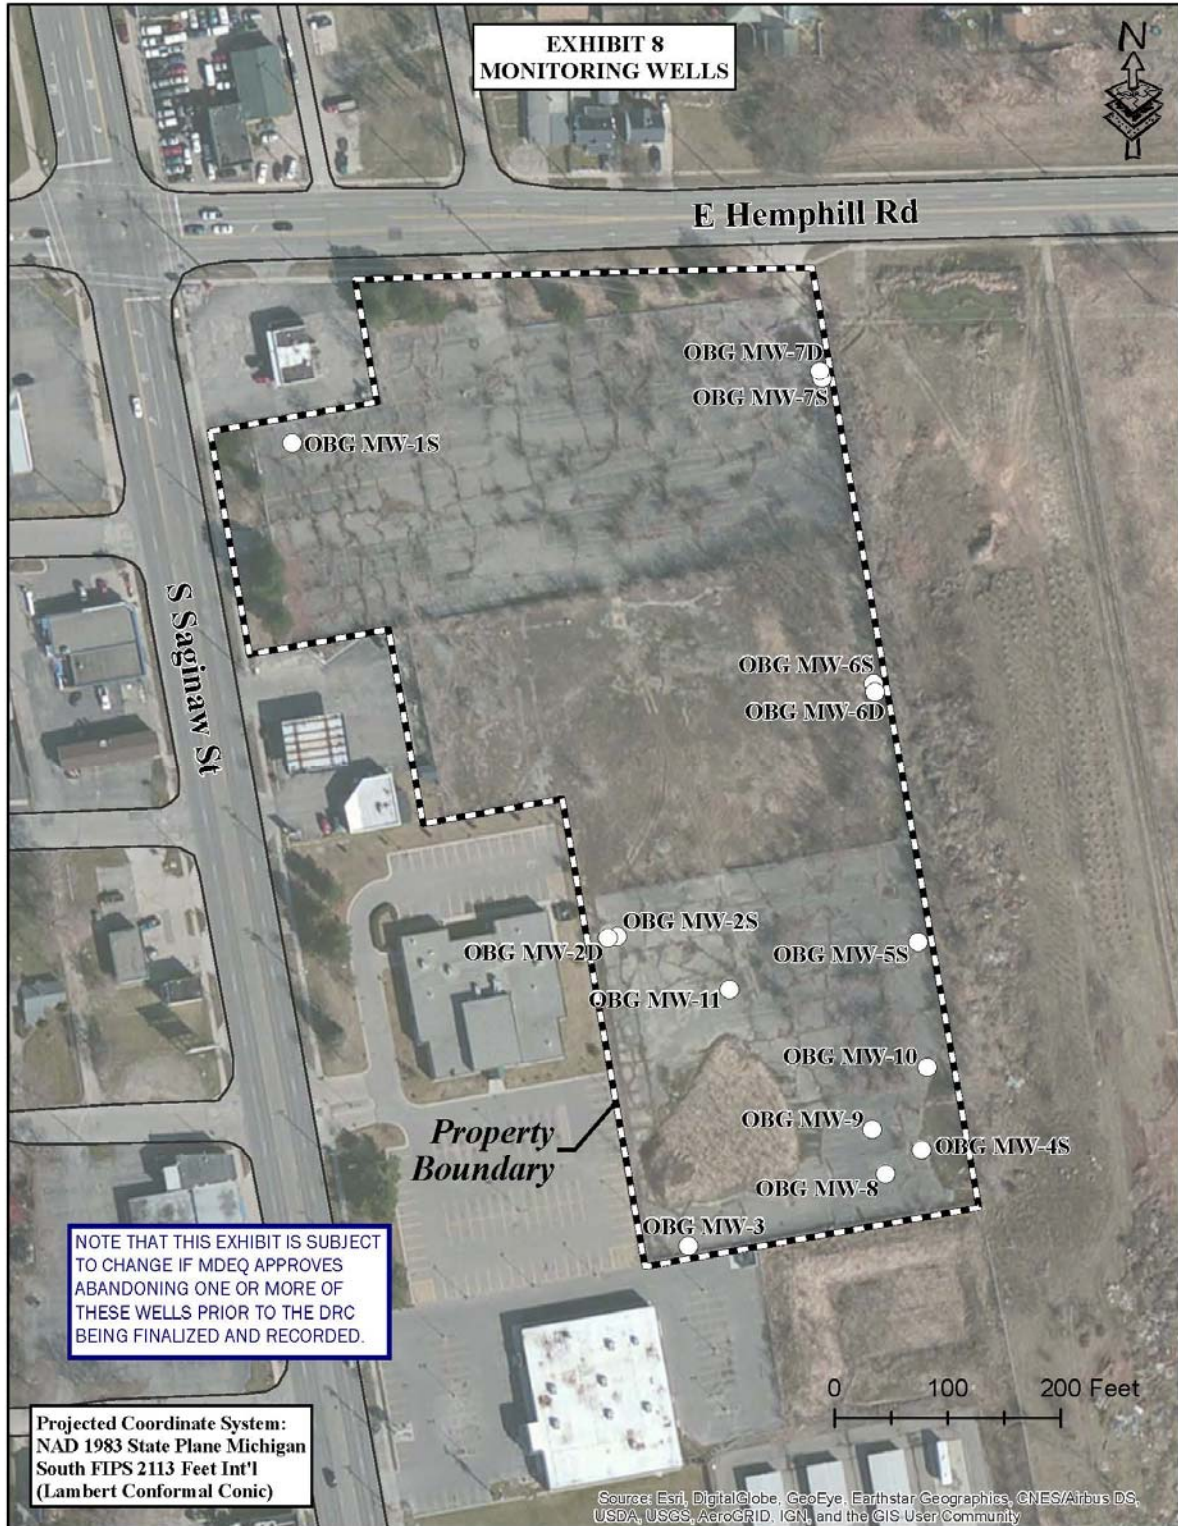 EXHIBIT 8
MONITORING WELLS
N
E Hemphill Rd
OBG MW-7D
OBG MW-7S
OBG MW-1S
S Saginaw St
OBG MW-6S
OBG MW-6D
OBG MW-2S
OBG MW-2D
OBG MW-5S
OBG MW-11
OBG MW-10
OBG MW-9
OBG MW-4S
OBG MW-8
OBG MW-3
Property
Boundary
NOTE THAT THIS EXHIBIT IS SUBJECT
TO CHANGE IF MDEQ APPROVES
ABANDONING ONE OR MORE OF
THESE WELLS PRIOR TO THE DRC
BEING FINALIZED AND RECORDED.
0 100 200 Feet
Projected Coordinate System:
NAD 1983 State Plane Michigan
South FIPS 2113 Feet Int'l
(Lambert Conformal Conic)
Source: Esri, DigitalGlobe, GeoEye, Earthstar Geographics, CNES/Airbus DS,
USDA, USGS, AeroGRID, IGN, and the GIS User Community